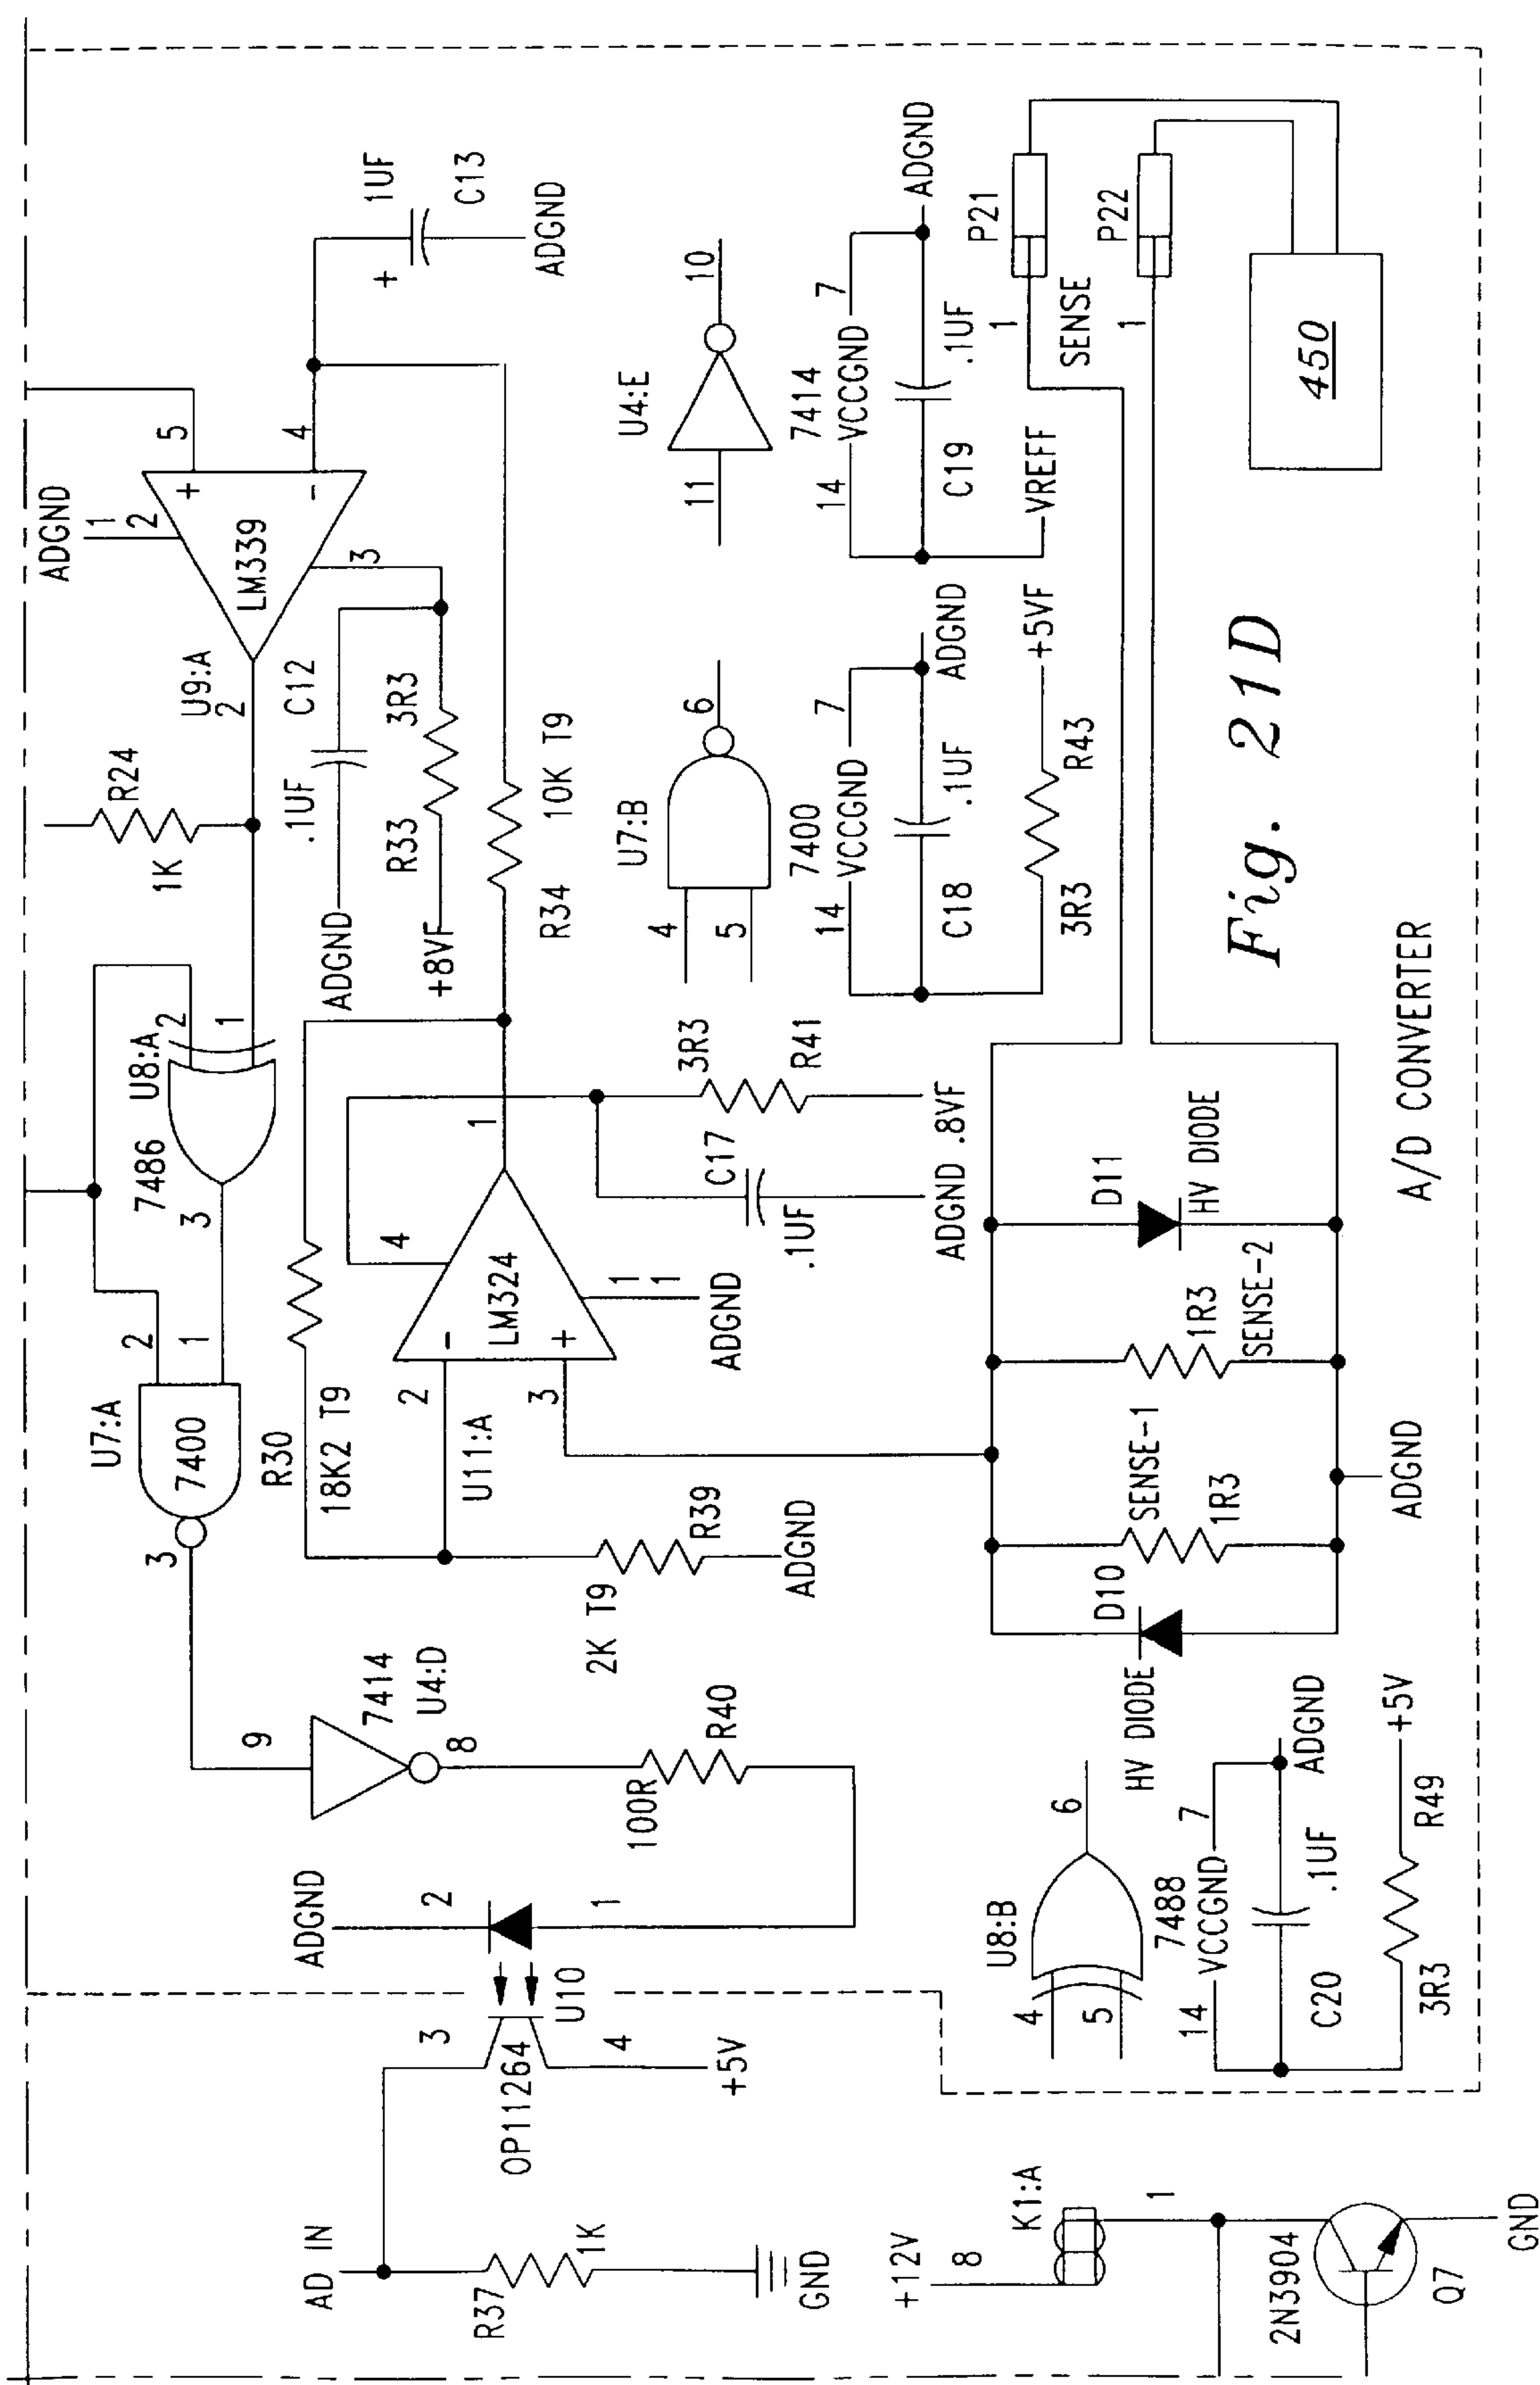 AD IN
R37
1K
GND
+12V
8
K1:A
1
2N3904
Q7
GND
3
OP11264
4
+5V
U10
ADGND
2
1
100R
R40
9
7414
U4:D
8
3
U7:A
7400
2
1
3
7486
U8:A
2
1
R24
1K
U9:A
2
LM339
ADGND
1
2
+
5
-
4
3
1UF
+
C13
ADGND
C12
.1UF
ADGND
3R3
R33
+8VF
10K T9
R34
R30
18K2 T9
U11:A
2
3
-
+
LM324
4
1
1
1
ADGND
2K T9
R39
ADGND
C17
.1UF
3R3
R41
ADGND
.8VF
U7:B
4
5
6
7400
14
VCCGND
7
C18
.1UF
ADGND
3R3
R43
+5VF
U4:E
11
10
7414
14
VCCGND
7
C19
.1UF
ADGND
VREFF
P21
1
SENSE
P22
1
450
HV DIODE
D10
SENSE-1
1R3
1R3
SENSE-2
D11
HV DIODE
ADGND
U8:B
4
5
6
7488
14
VCCGND
7
C20
.1UF
ADGND
3R3
R49
+5V
A/D CONVERTER
Fig. 21D